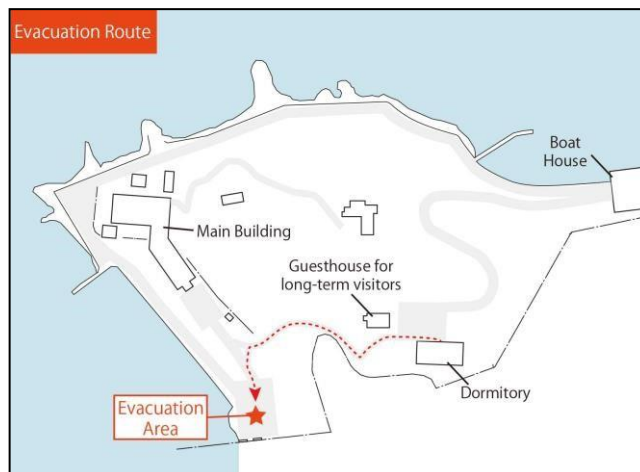 Evacuation Route
Boat
House
Main Building
Guesthouse for
long-term visitors
Dormitory
Evacuation
Area